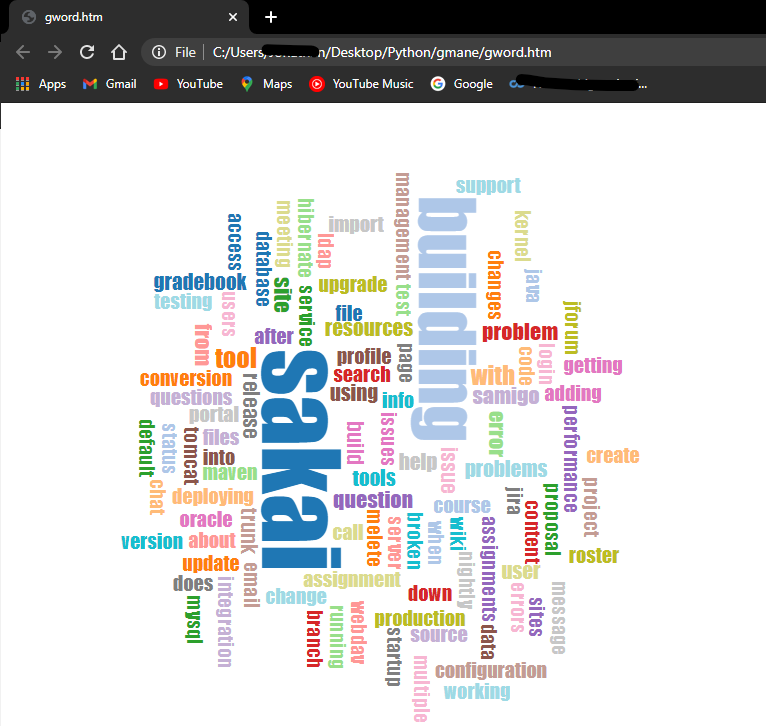 gword.htm
File C:/Users/ n/Desktop/Python/gmane/gword.htm
Apps Gmail YouTube Maps YouTube Music Google ...
support
management
building
hibernate
meeting
access
import
kernel
database
ldap
changes
java
gradebook
site
upgrade
test
testing
users
service
file
jforum
resources
problem
from
after
tool
sakai
profile
page
code
login
getting
search
with
conversion
release
using
info
samigo
adding
questions
portal
performance
default
status
tomcat
files
build
issues
error
into
help
issue
problems
create
maven
tools
chat
deploying
question
course
jira
content
proposal
project
oracle
trunk
call
melete
server
broken
when
wiki
assignments
version
about
roster
update
nightly
user
does
email
assignment
down
errors
sites
message
mysql
integration
change
branch
running
webdav
production
source
data
startup
multiple
configuration
working